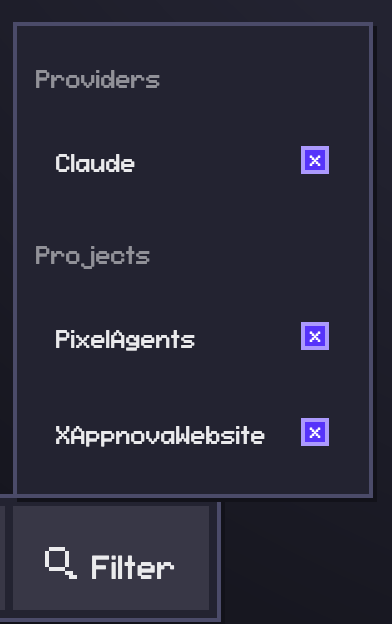 Providers
Claude
Projects
PixelAgents
XAppnovaWebsite
Filter